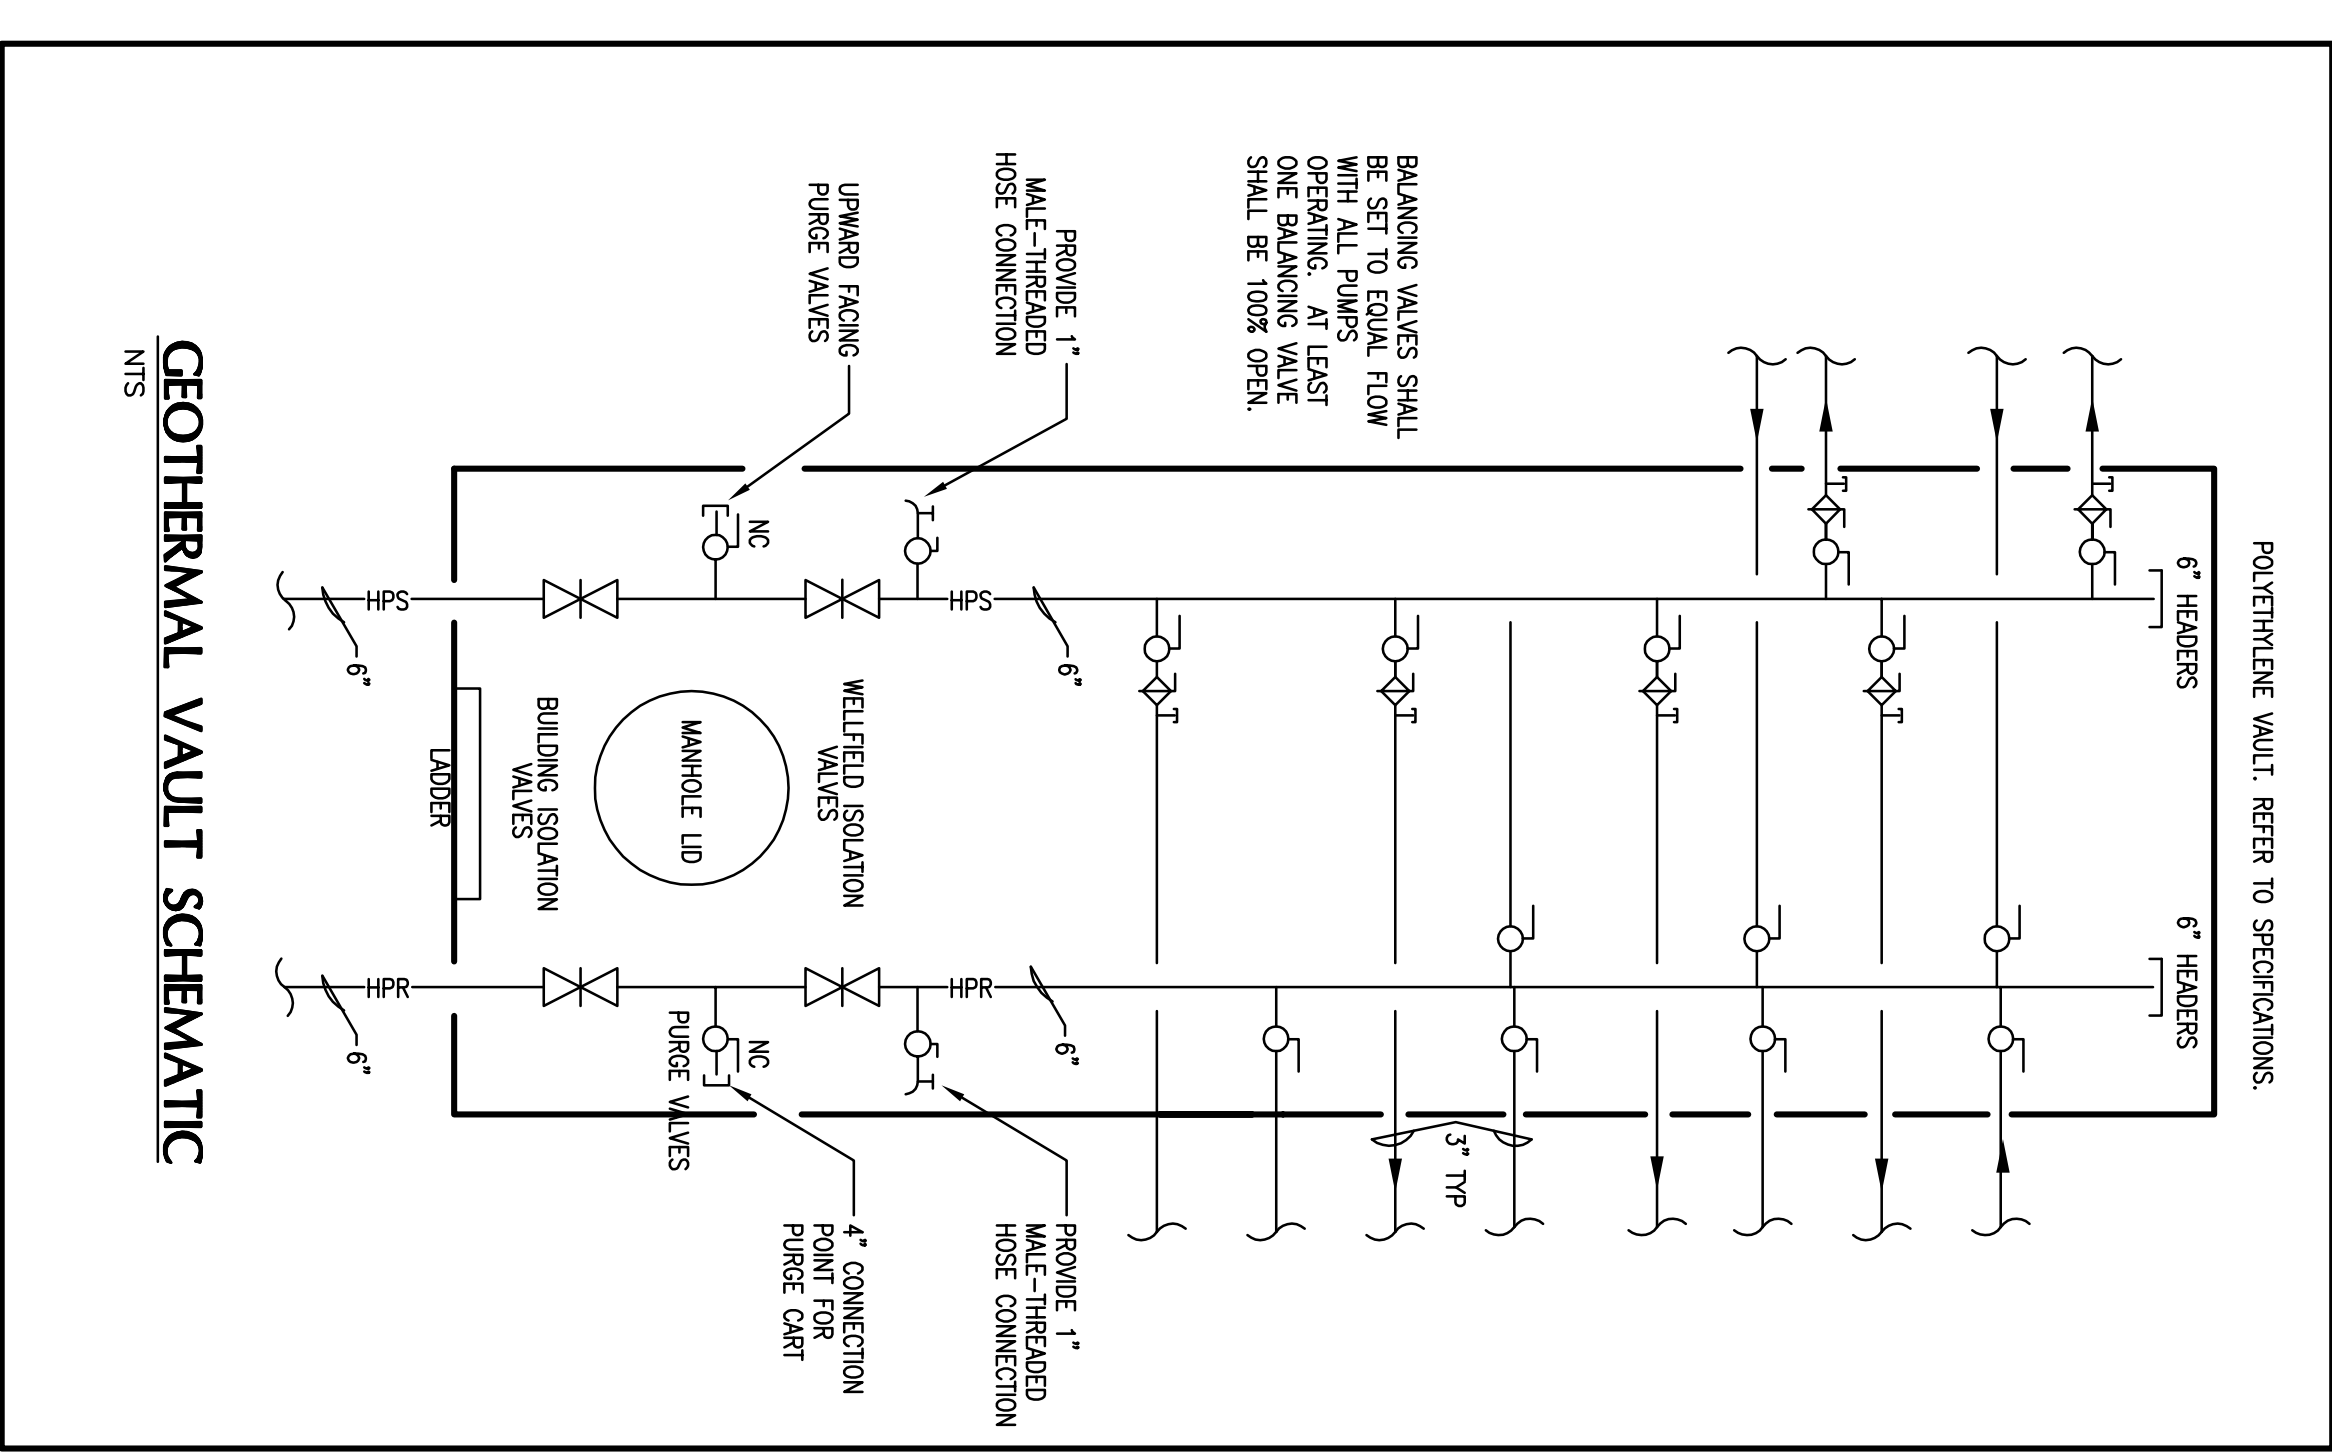 POLYETHYLENE VAULT. REFER TO SPECIFICATIONS.
6" HEADERS
6" HEADERS
BALANCING VALVES SHALL
BE SET TO EQUAL FLOW
WITH ALL PUMPS
OPERATING. AT LEAST
ONE BALANCING VALVE
SHALL BE 100% OPEN.
3" TYP
PROVIDE 1"
MALE-THREADED
HOSE CONNECTION
6"
6"
PROVIDE 1"
MALE-THREADED
HOSE CONNECTION
HPS
HPR
UPWARD FACING
PURGE VALVES
WELLFIELD ISOLATION
VALVES
4" CONNECTION
POINT FOR
PURGE CART
NC
NC
MANHOLE LID
PURGE VALVES
BUILDING ISOLATION
VALVES
LADDER
HPS
HPR
6"
6"
GEOTHERMAL VAULT SCHEMATIC
NTS